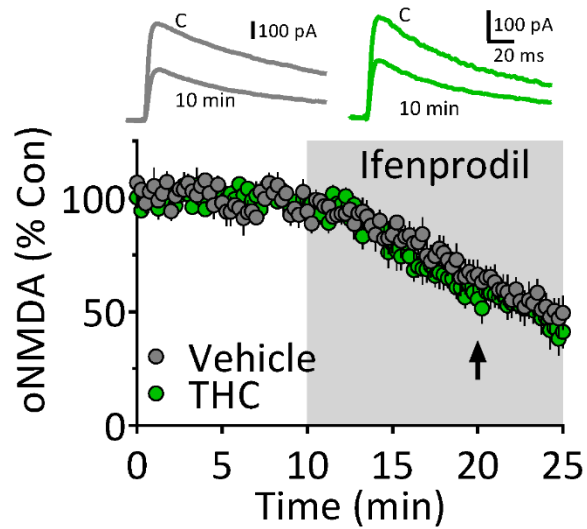 C
100 pA
10 min
C
100 pA
20 ms
10 min
Ifenprodil
oNMDA (% Con)
100
50
0
Vehicle
THC
0 5 10 15 20 25
Time (min)